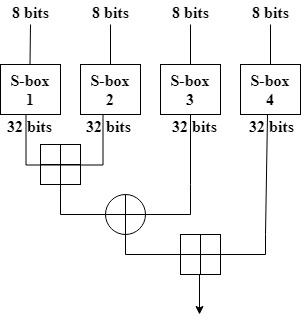 8 bits 8 bits 8 bits 8 bits
S-box S-box S-box S-box
1 2 3 4
32 bits 32 bits 32 bits 32 bits